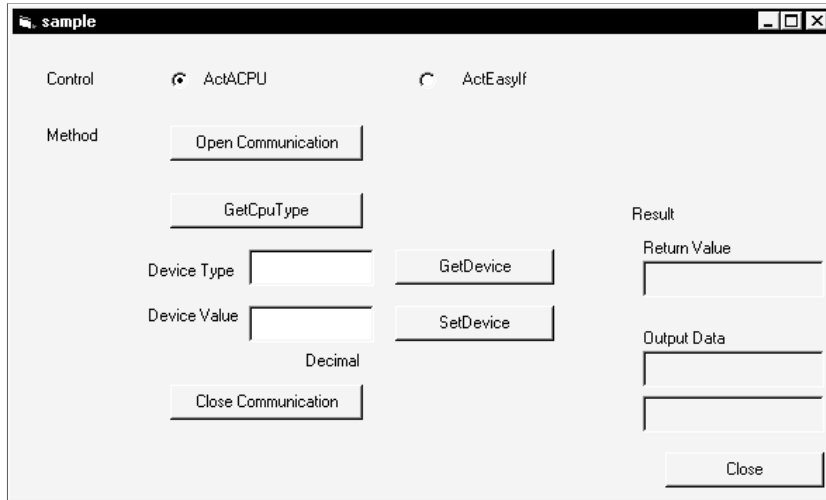 sample
Control
ActACPU
ActEasyIf
Method
Open Communication
GetCpuType
Result
Device Type
GetDevice
Return Value
Device Value
SetDevice
Output Data
Decimal
Close Communication
Close